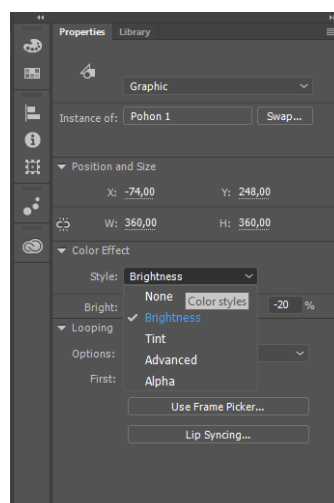 Properties Library
Graphic
Instance of: Pohon 1 Swap...
Position and Size
X: -74,00 Y: 248,00
W: 360,00 H: 360,00
Color Effect
Style: Brightness
None
Color styles
Bright: Brightness -20 %
Looping
Tint
Options: Advanced
First: Alpha
Use Frame Picker...
Lip Syncing...